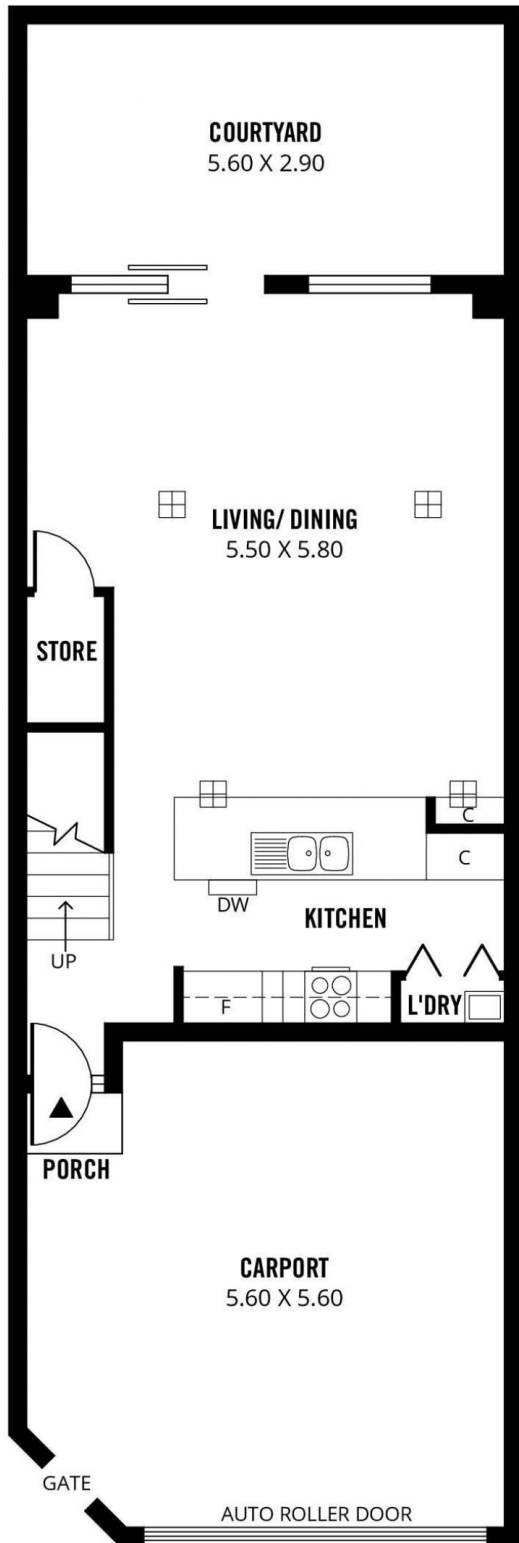 COURTYARD
5.60 X 2.90
LIVING/ DINING
5.50 X 5.80
STORE
C
C
DW
KITCHEN
UP
F
L'DRY
PORCH
CARPORT
5.60 X 5.60
GATE
AUTO ROLLER DOOR